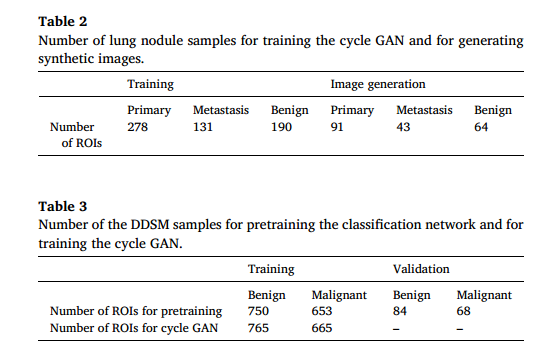 Table 2
Number of lung nodule samples for training the cycle GAN and for generating
synthetic images.
Training Image generation
Primary Metastasis Benign Primary Metastasis Benign
Number 278 131 190 91 43 64
of ROIs
Table 3
Number of the DDSM samples for pretraining the classification network and for
training the cycle GAN.
Training Validation
Benign Malignant Benign Malignant
Number of ROIs for pretraining 750 653 84 68
Number of ROIs for cycle GAN 765 665 – –